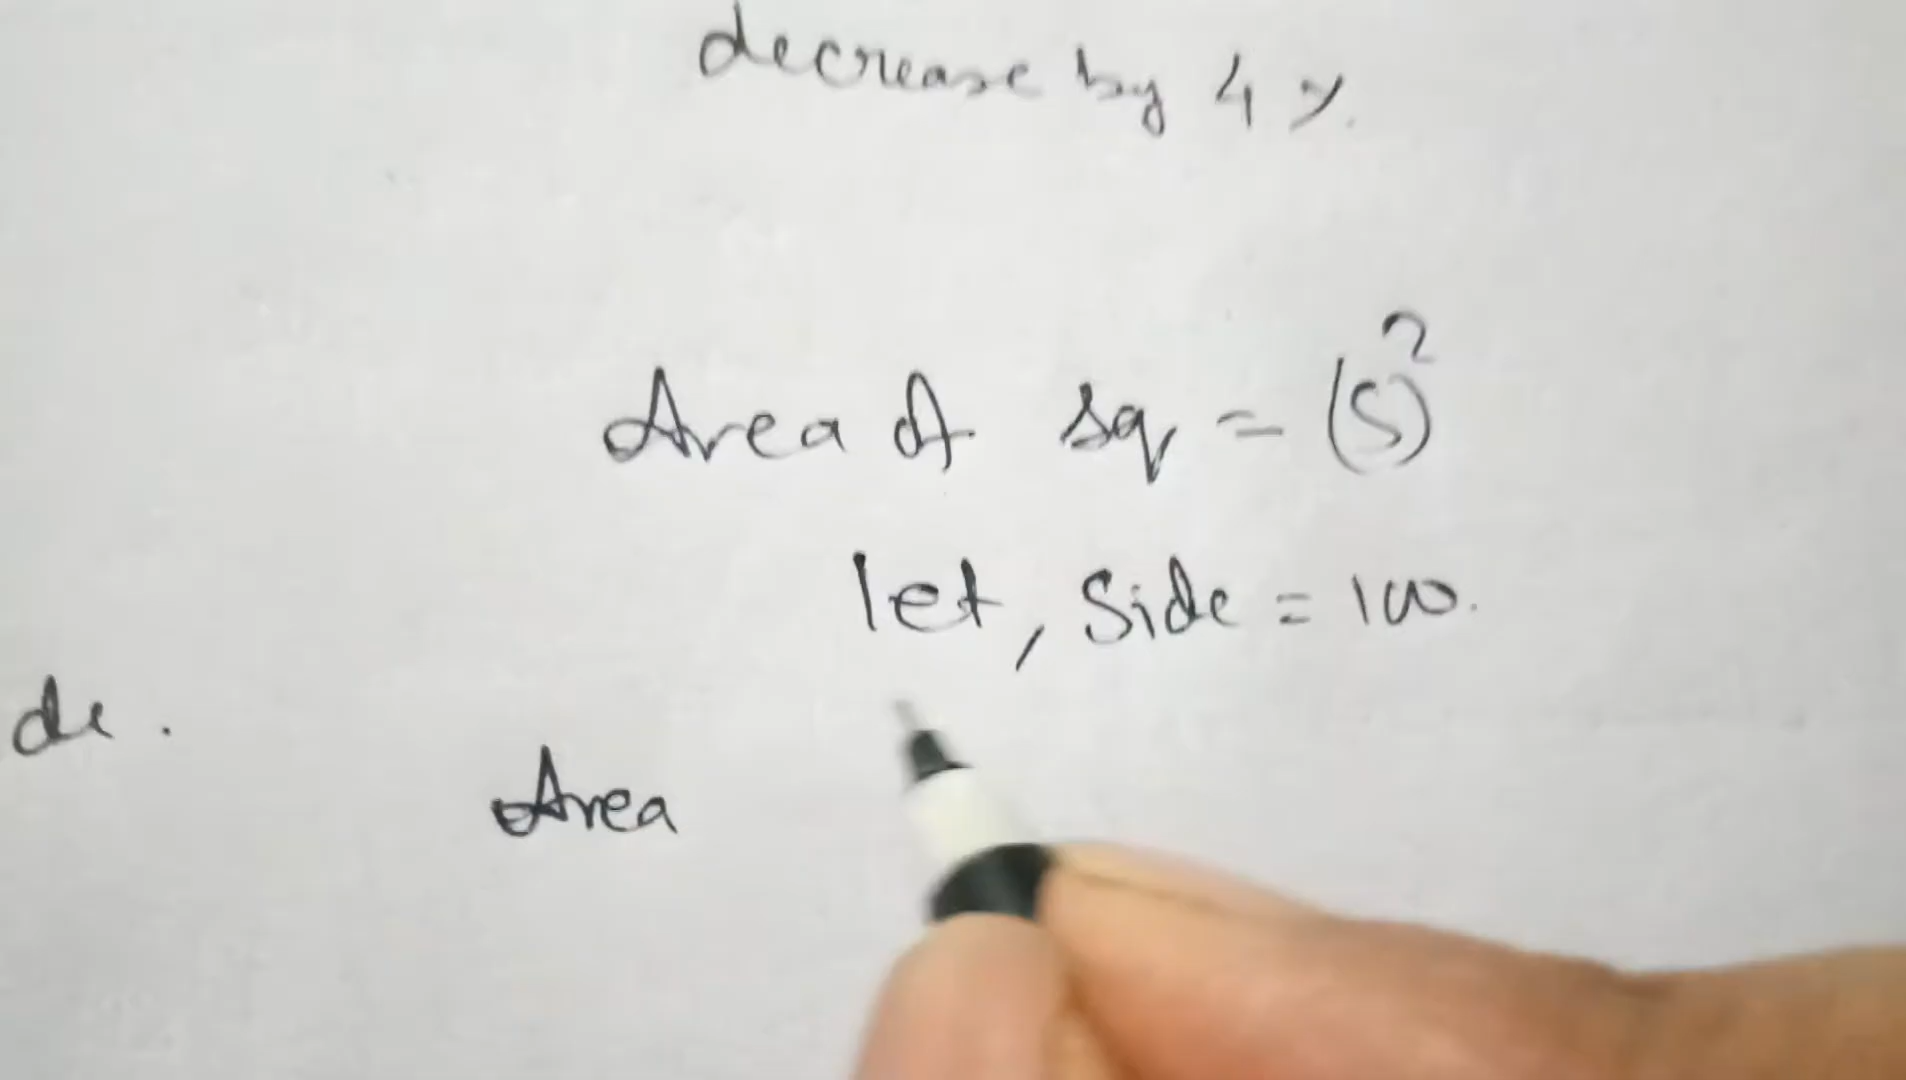 decrease by 4 %.
Area of sq = (s)²
let, Side = 100.
de.
Area